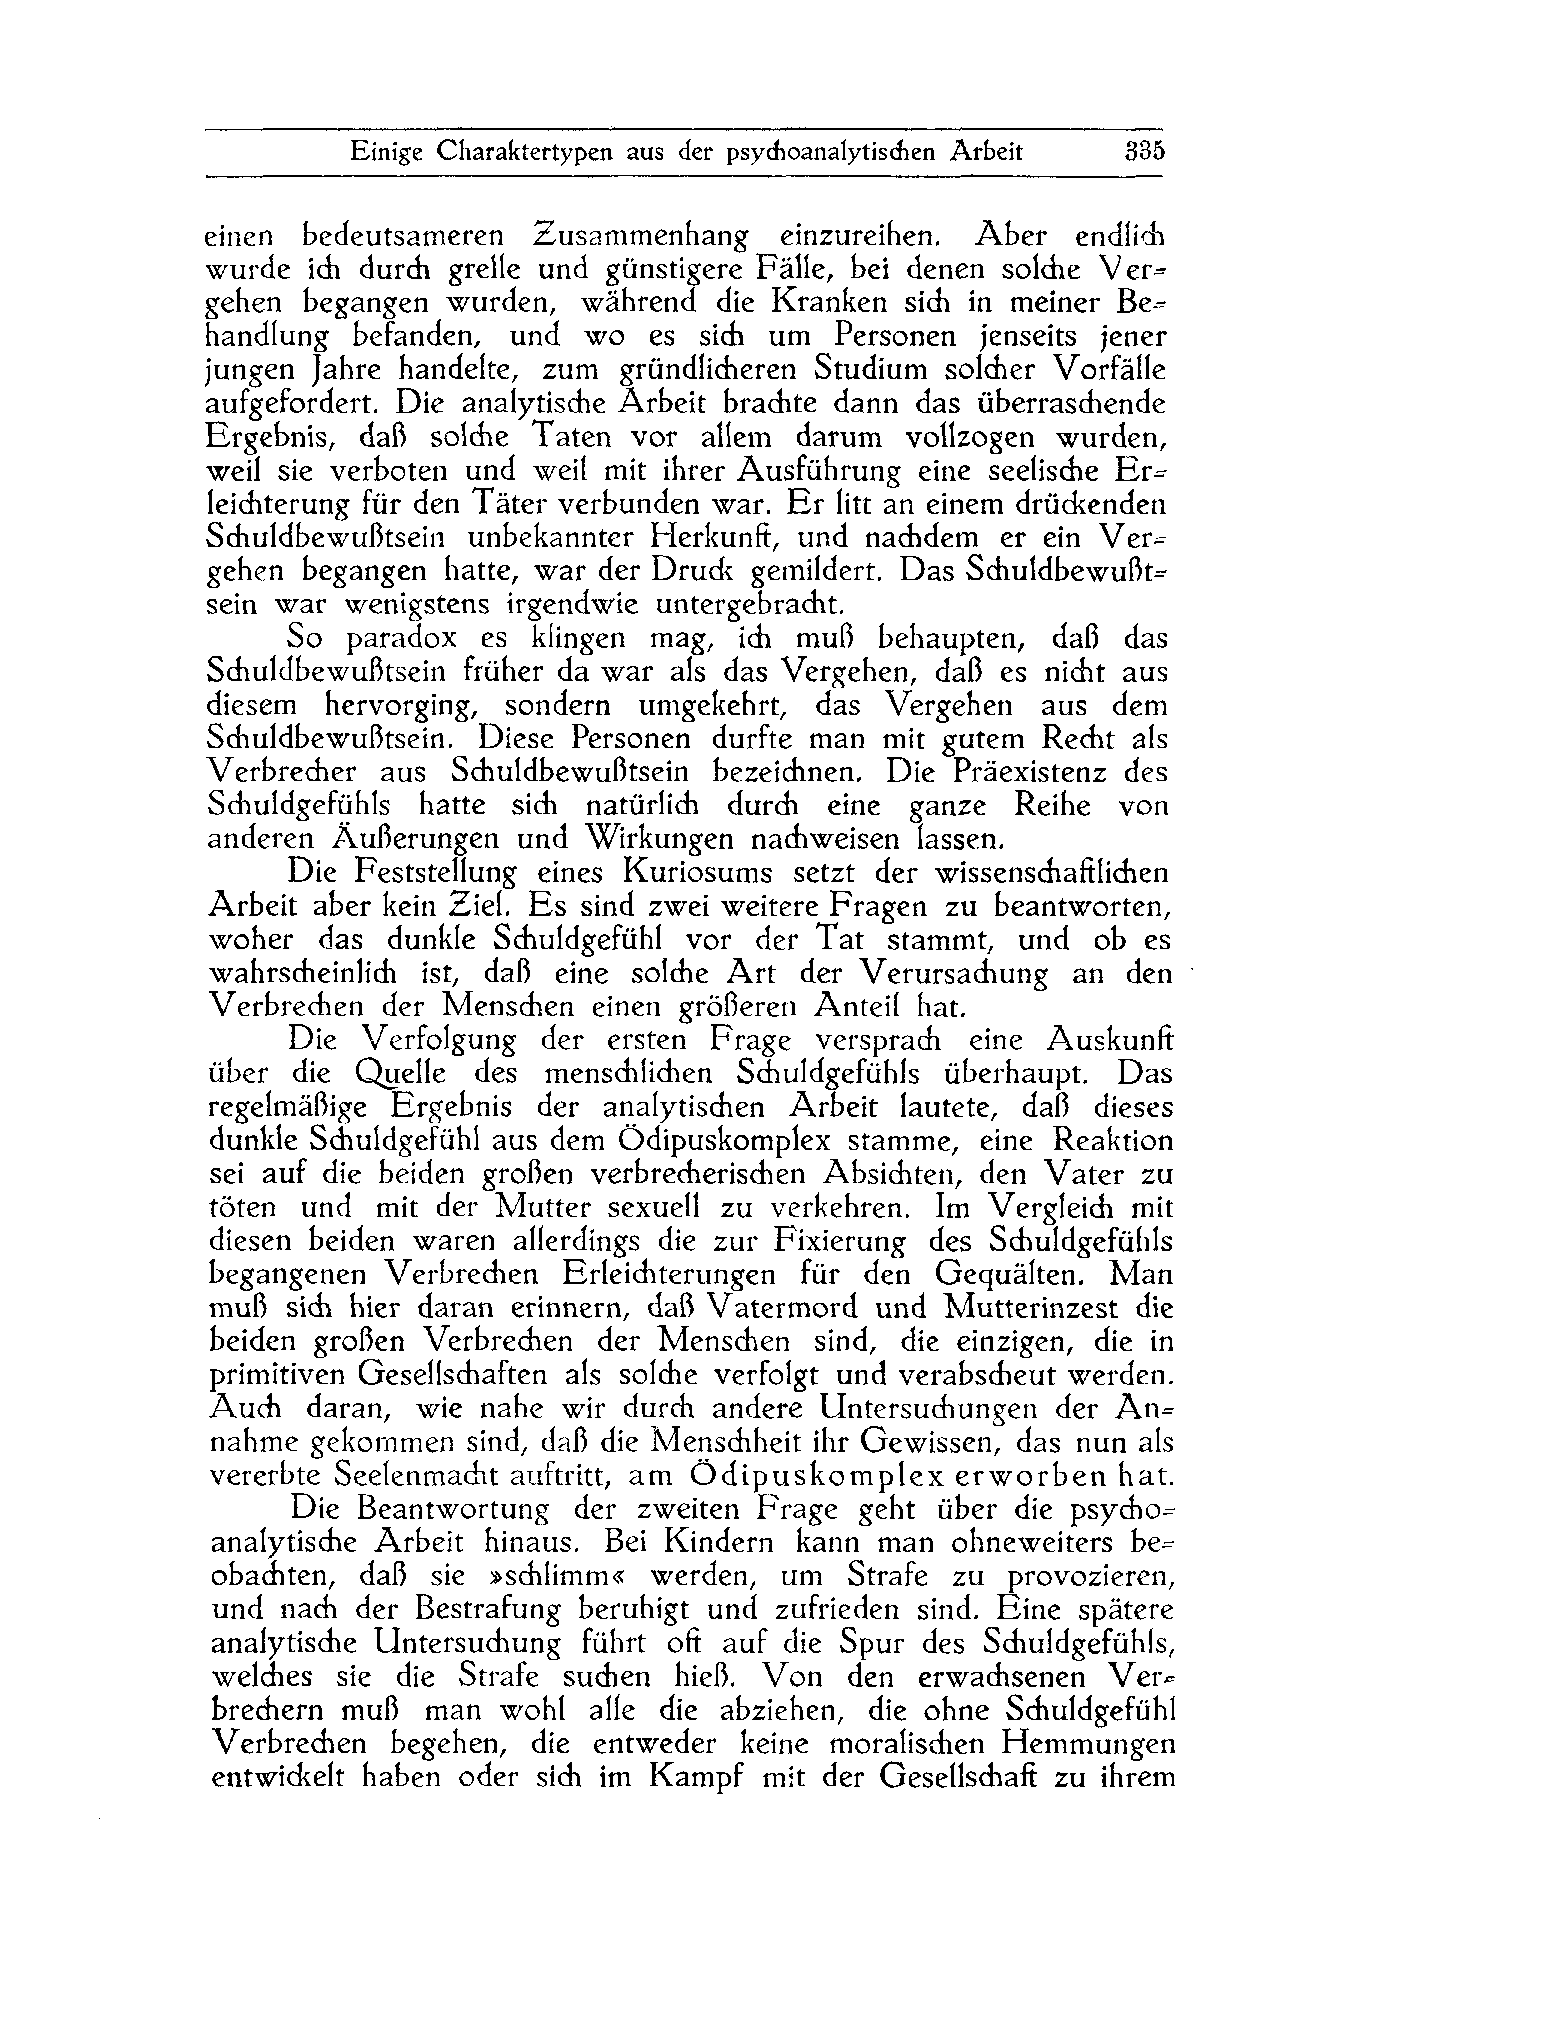 Einige Charaktertypen aus der psychoanalytischen Arbeit 335
einen bedeutsameren Zusammenhang einzureihen. Aber endlich
wurde ich durch grelle und günstigere Fälle, bei denen solche Ver-
gehen begangen wurden, während die Kranken sich in meiner Be-
handlung befanden, und wo es sich um Personen jenseits jener
jungen Jahre handelte, zum gründlicheren Studium solcher Vorfälle
aufgefordert. Die analytische Arbeit brachte dann das überraschende
Ergebnis, daß solche Taten vor allem darum vollzogen wurden,
weil sie verboten und weil mit ihrer Ausführung eine seelische Er-
leichterung für den Täter verbunden war. Er litt an einem drückenden
Schuldbewußtsein unbekannter Herkunft, und nachdem er ein Ver-
gehen begangen hatte, war der Druck gemildert. Das Schuldbewußt-
sein war wenigstens irgendwie untergebracht.
So paradox es klingen mag, ich muß behaupten, daß das
Schuldbewußtsein früher da war als das Vergehen, daß es nicht aus
diesem hervorging, sondern umgekehrt, das Vergehen aus dem
Schuldbewußtsein. Diese Personen durfte man mit gutem Recht als
Verbrecher aus Schuldbewußtsein bezeichnen. Die Präexistenz des
Schuldgefühls hatte sich natürlich durch eine ganze Reihe von
anderen Äußerungen und Wirkungen nachweisen lassen.
Die Feststellung eines Kuriosums setzt der wissenschaftlichen
Arbeit aber kein Ziel. Es sind zwei weitere Fragen zu beantworten,
woher das dunkle Schuldgefühl vor der Tat stammt, und ob es
wahrscheinlich ist, daß eine solche Art der Verursachung an den
Verbrechen der Menschen einen größeren Anteil hat.
Die Verfolgung der ersten Frage versprach eine Auskunft
über die Quelle des menschlichen Schuldgefühls überhaupt. Das
regelmäßige Ergebnis der analytischen Arbeit lautete, daß dieses
dunkle Schuldgefühl aus dem Ödipuskomplex stamme, eine Reaktion
sei auf die beiden großen verbrecherischen Absichten, den Vater zu
töten und mit der Mutter sexuell zu verkehren. Im Vergleich mit
diesen beiden waren allerdings die zur Fixierung des Schuldgefühls
begangenen Verbrechen Erleichterungen für den Gequälten. Man
muß sich hier daran erinnern, daß Vatermord und Mutterinzest die
beiden großen Verbrechen der Menschen sind, die einzigen, die in
primitiven Gesellschaften als solche verfolgt und verabscheut werden.
Auch daran, wie nahe wir durch andere Untersuchungen der An-
nahme gekommen sind, daß die Menschheit ihr Gewissen, das nun als
vererbte Seelenmacht auftritt, am Ödipuskomplex erworben hat.
Die Beantwortung der zweiten Frage geht über die psycho-
analytische Arbeit hinaus. Bei Kindern kann man ohneweiters be-
obachten, daß sie »schlimm« werden, um Strafe zu provozieren,
und nach der Bestrafung beruhigt und zufrieden sind. Eine spätere
analytische Untersuchung führt oft auf die Spur des Schuldgefühls,
welches sie die Strafe suchen hieß. Von den erwachsenen Ver-
brechern muß man wohl alle die abziehen, die ohne Schuldgefühl
Verbrechen begehen, die entweder keine moralischen Hemmungen
entwickelt haben oder sich im Kampf mit der Gesellschaft zu ihrem